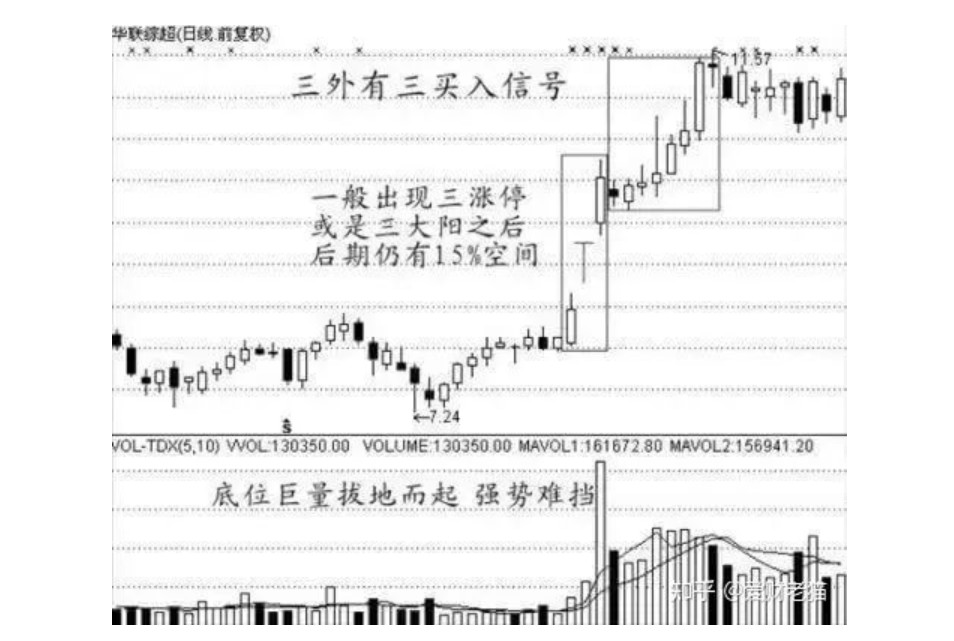 华联综超(日线.前复权)
11.57
三外有三买入信号
一般出现三涨停
或是三大阳之后
后期仍有15%空间
7.24
S
VOL-TDX(5,10) VVOL:130350.00 VOLUME:130350.00 MAVOL1:161672.80 MAVOL2:156941.20
底位巨量拔地而起 强势难挡
知乎